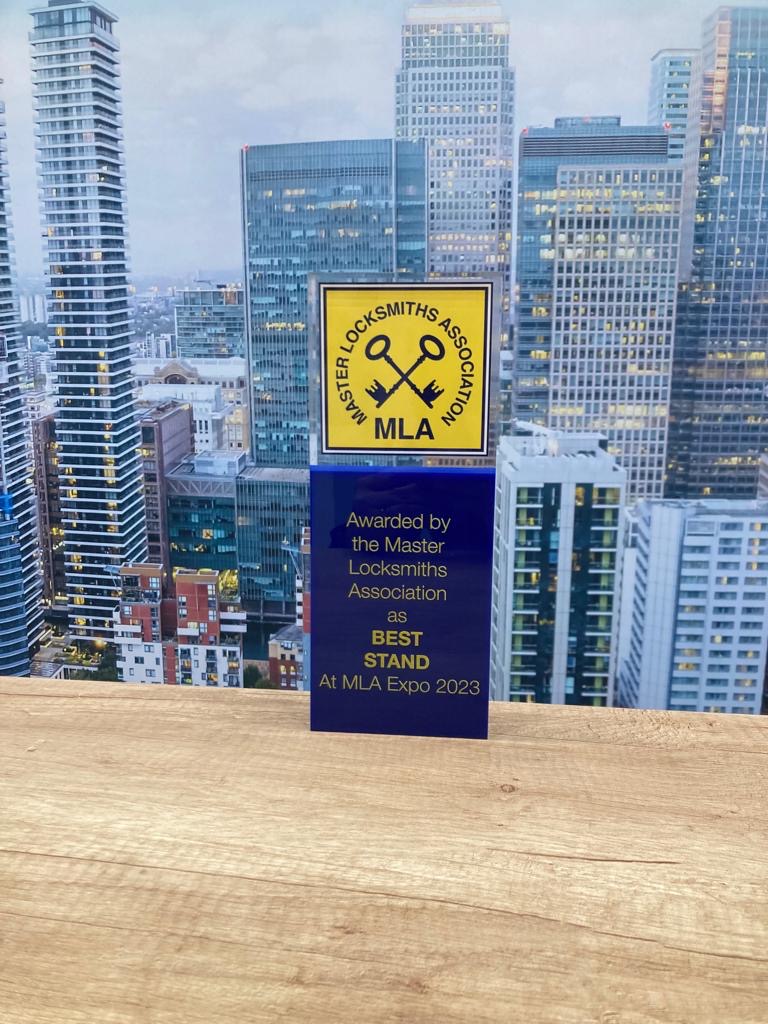 MASTER LOCKSMITHS ASSOCIATION
MLA
Awarded by
the Master
Locksmiths
Association
as
BEST
STAND
At MLA Expo 2023